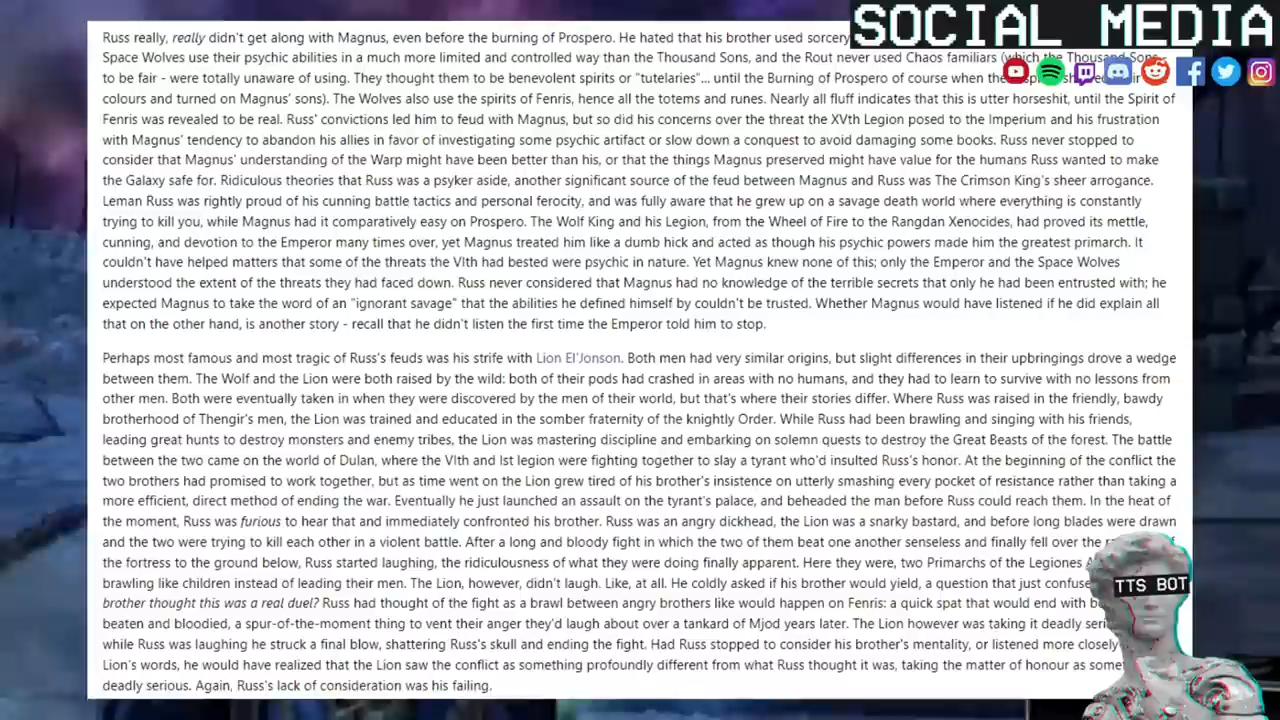 SOCIAL MEDIA
Russ really, really didn't get along with Magnus, even before the burning of Prospero. He hated that his brother used sorcery
Space Wolves use their psychic abilities in a much more limited and controlled way than the Thousand Sons, and the Rout never used Chaos familiars (which the Thousand Sons
to be fair - were totally unaware of using. They thought them to be benevolent spirits or "tutelaries"... until the Burning of Prospero of course when the
colours and turned on Magnus' sons). The Wolves also use the spirits of Fenris, hence all the totems and runes. Nearly all fluff indicates that this is utter horseshit, until the Spirit of
Fenris was revealed to be real. Russ' convictions led him to feud with Magnus, but so did his concerns over the threat the XVth Legion posed to the Imperium and his frustration
with Magnus' tendency to abandon his allies in favor of investigating some psychic artifact or slow down a conquest to avoid damaging some books. Russ never stopped to
consider that Magnus' understanding of the Warp might have been better than his, or that the things Magnus preserved might have value for the humans Russ wanted to make
the Galaxy safe for. Ridiculous theories that Russ was a psyker aside, another significant source of the feud between Magnus and Russ was The Crimson King's sheer arrogance.
Leman Russ was rightly proud of his cunning battle tactics and personal ferocity, and was fully aware that he grew up on a savage death world where everything is constantly
trying to kill you, while Magnus had it comparatively easy on Prospero. The Wolf King and his Legion, from the Wheel of Fire to the Rangdan Xenocides, had proved its mettle,
cunning, and devotion to the Emperor many times over, yet Magnus treated him like a dumb hick and acted as though his psychic powers made him the greatest primarch. It
couldn't have helped matters that some of the threats the VIth had bested were psychic in nature. Yet Magnus knew none of this; only the Emperor and the Space Wolves
understood the extent of the threats they had faced down. Russ never considered that Magnus had no knowledge of the terrible secrets that only he had been entrusted with; he
expected Magnus to take the word of an "ignorant savage" that the abilities he defined himself by couldn't be trusted. Whether Magnus would have listened if he did explain all
that on the other hand, is another story - recall that he didn't listen the first time the Emperor told him to stop.
Perhaps most famous and most tragic of Russ's feuds was his strife with Lion El'Jonson. Both men had very similar origins, but slight differences in their upbringings drove a wedge
between them. The Wolf and the Lion were both raised by the wild: both of their pods had crashed in areas with no humans, and they had to learn to survive with no lessons from
other men. Both were eventually taken in when they were discovered by the men of their world, but that's where their stories differ. Where Russ was raised in the friendly, bawdy
brotherhood of Thengir's men, the Lion was trained and educated in the somber fraternity of the knightly Order. While Russ had been brawling and singing with his friends,
leading great hunts to destroy monsters and enemy tribes, the Lion was mastering discipline and embarking on solemn quests to destroy the Great Beasts of the forest. The battle
between the two came on the world of Dulan, where the VIth and Ist legion were fighting together to slay a tyrant who'd insulted Russ's honor. At the beginning of the conflict the
two brothers had promised to work together, but as time went on the Lion grew tired of his brother's insistence on utterly smashing every pocket of resistance rather than taking a
more efficient, direct method of ending the war. Eventually he just launched an assault on the tyrant's palace, and beheaded the man before Russ could reach them. In the heat of
the moment, Russ was furious to hear that and immediately confronted his brother. Russ was an angry dickhead, the Lion was a snarky bastard, and before long blades were drawn
and the two were trying to kill each other in a violent battle. After a long and bloody fight in which the two of them beat one another senseless and finally fell over the
the fortress to the ground below, Russ started laughing, the ridiculousness of what they were doing finally apparent. Here they were, two Primarchs of the Legiones
brawling like children instead of leading their men. The Lion, however, didn't laugh. Like, at all. He coldly asked if his brother would yield, a question that just
brother thought this was a real duel? Russ had thought of the fight as a brawl between angry brothers like would happen on Fenris: a quick spat that would end with
beaten and bloodied, a spur-of-the-moment thing to vent their anger they'd laugh about over a tankard of Mjod years later. The Lion however was taking it deadly
while Russ was laughing he struck a final blow, shattering Russ's skull and ending the fight. Had Russ stopped to consider his brother's mentality, or listened more closely
Lion's words, he would have realized that the Lion saw the conflict as something profoundly different from what Russ thought it was, taking the matter of honour as
deadly serious. Again, Russ's lack of consideration was his failing.
TTS BOT